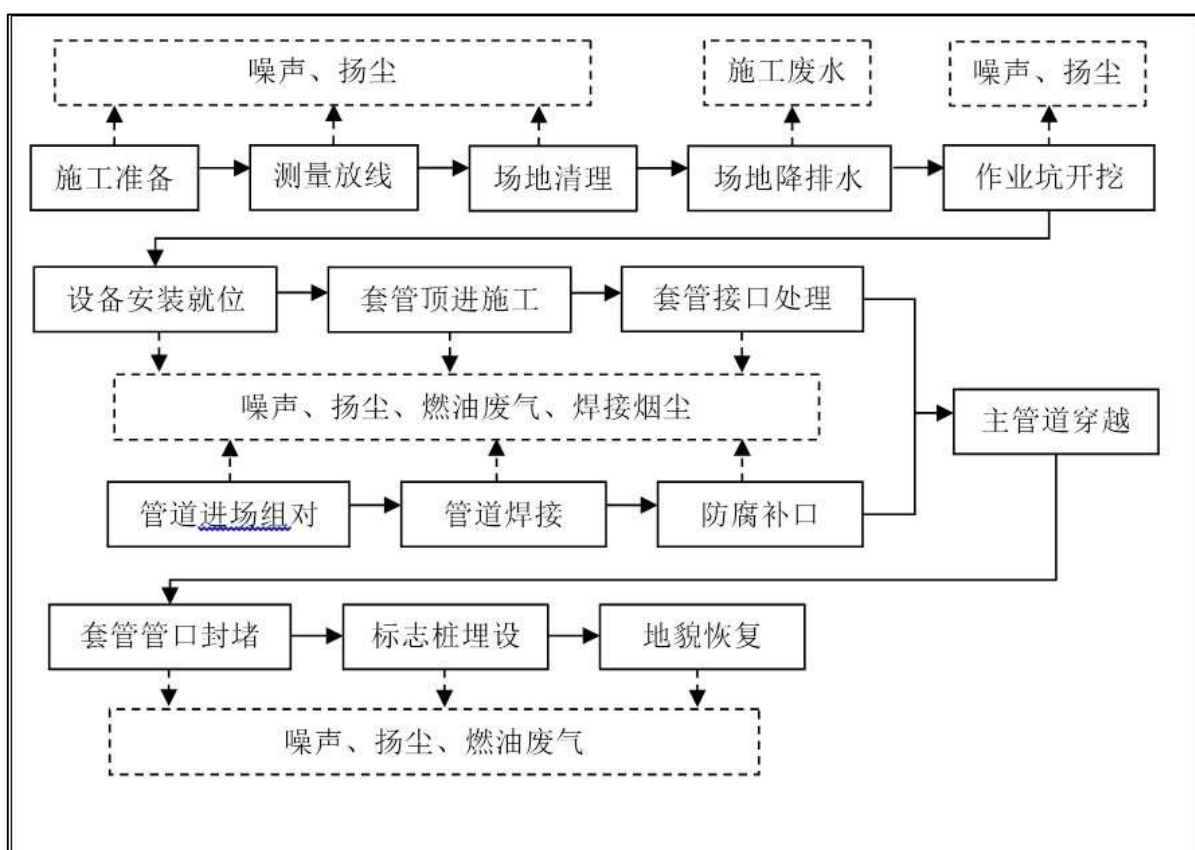 噪声、扬尘
施工废水
噪声、扬尘
施工准备
测量放线
场地清理
场地降排水
作业坑开挖
设备安装就位
套管顶进施工
套管接口处理
噪声、扬尘、燃油废气、焊接烟尘
主管道穿越
管道进场组对
管道焊接
防腐补口
套管管口封堵
标志桩埋设
地貌恢复
噪声、扬尘、燃油废气